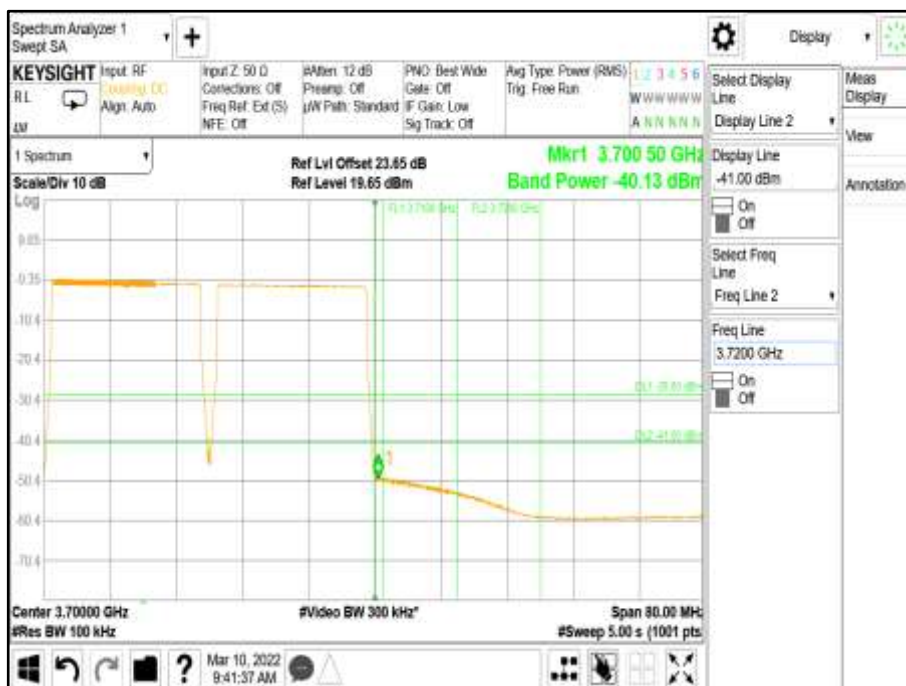 Spectrum Analyzer 1
Swept SA
Display
KEYSIGHT
RL
Input: RF
Coupling: DC
Align: Auto
Input Z: 50 Ω
Corrections: Off
Freq Ref: Ext (S)
NFE: Off
#Atten: 12 dB
Preamp: Off
µW Path: Standard
PNO: Best Wide
Gate: Off
IF Gain: Low
Sig Track: Off
Avg Type: Power (RMS)
Trig: Free Run
1 2 3 4 5 6
W W W W W W
A N N N N N
1 Spectrum
Scale/Div 10 dB
Ref Lvl Offset 23.65 dB
Ref Level 19.65 dBm
Mkr1 3.700 50 GHz
Band Power -40.13 dBm
Log
9.65
-0.35
-10.4
-20.4
-30.4
-40.4
-50.4
-60.4
-70.4
1
Center 3.70000 GHz
#Res BW 100 kHz
#Video BW 300 kHz*
Span 80.00 MHz
#Sweep 5.00 s (1001 pts
Select Display
Line
Display Line 2
Display Line
-41.00 dBm
On
Off
Select Freq
Line
Freq Line 2
Freq Line
3.7200 GHz
On
Off
Meas
Display
View
Annotation
?
Mar 10, 2022
9:41:37 AM